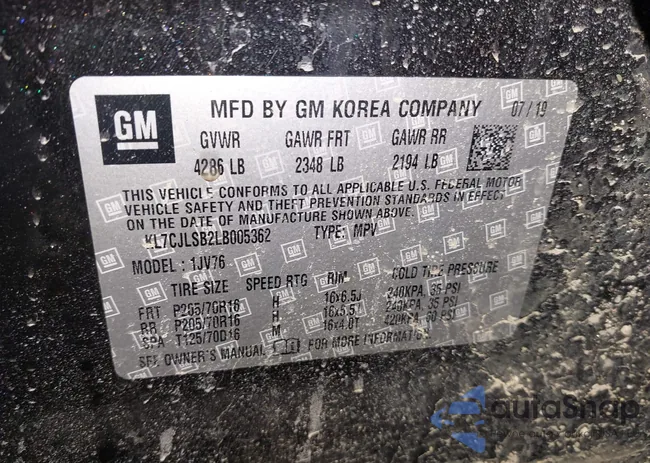 GM
MFD BY GM KOREA COMPANY 07/19
GVWR GAWR FRT GAWR RR
4286 LB 2348 LB 2194 LB
THIS VEHICLE CONFORMS TO ALL APPLICABLE U.S. FEDERAL MOTOR
VEHICLE SAFETY AND THEFT PREVENTION STANDARDS IN EFFECT
ON THE DATE OF MANUFACTURE SHOWN ABOVE.
KL7CJLSB2LB005362 TYPE: MPV
MODEL: 1JV76
TIRE SIZE SPEED RTG RIM COLD TIRE PRESSURE
FRT P205/70R16 H 16x6.5J 240KPA, 35 PSI
RR P205/70R16 H 16x6.5J 240KPA, 35 PSI
SPA T125/70D16 M 16x4.0T 420KPA, 60 PSI
SEE OWNER'S MANUAL FOR MORE INFORMATION
AutoSnap